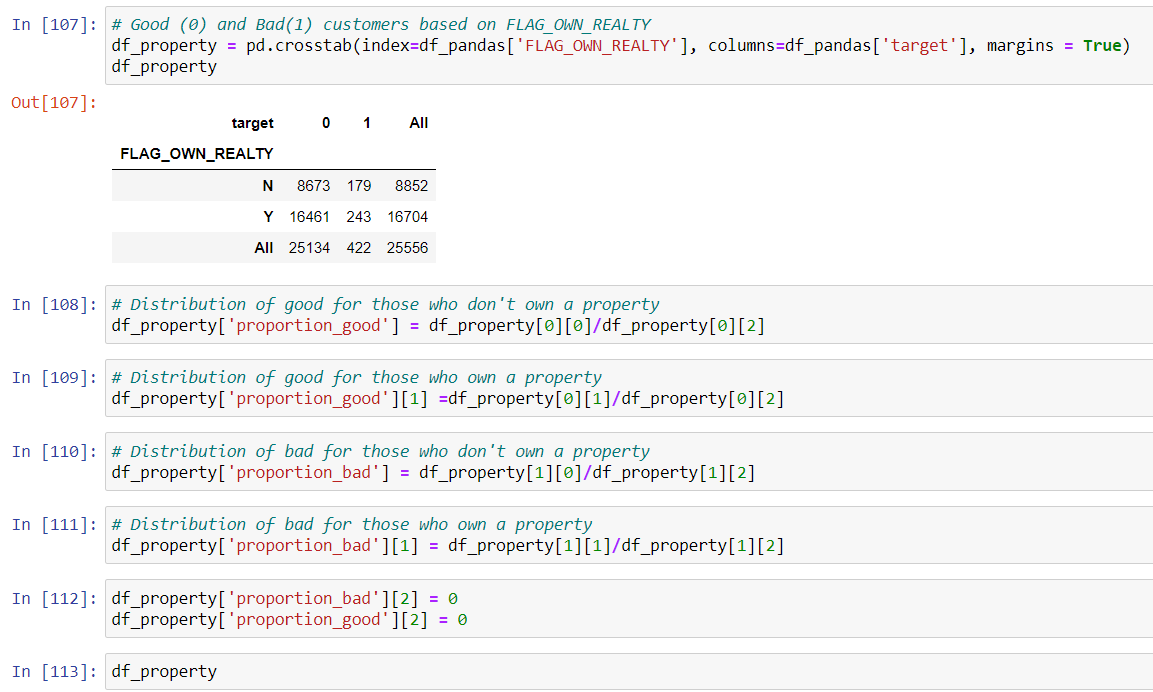 In [107]: # Good (0) and Bad(1) customers based on FLAG_OWN_REALTY
df_property = pd.crosstab(index=df_pandas['FLAG_OWN_REALTY'], columns=df_pandas['target'], margins = True)
df_property
Out[107]:
target 0 1 All
FLAG_OWN_REALTY
N 8673 179 8852
Y 16461 243 16704
All 25134 422 25556
In [108]: # Distribution of good for those who don't own a property
df_property['proportion_good'] = df_property[0][0]/df_property[0][2]
In [109]: # Distribution of good for those who own a property
df_property['proportion_good'][1] =df_property[0][1]/df_property[0][2]
In [110]: # Distribution of bad for those who don't own a property
df_property['proportion_bad'] = df_property[1][0]/df_property[1][2]
In [111]: # Distribution of bad for those who own a property
df_property['proportion_bad'][1] = df_property[1][1]/df_property[1][2]
In [112]: df_property['proportion_bad'][2] = 0
df_property['proportion_good'][2] = 0
In [113]: df_property